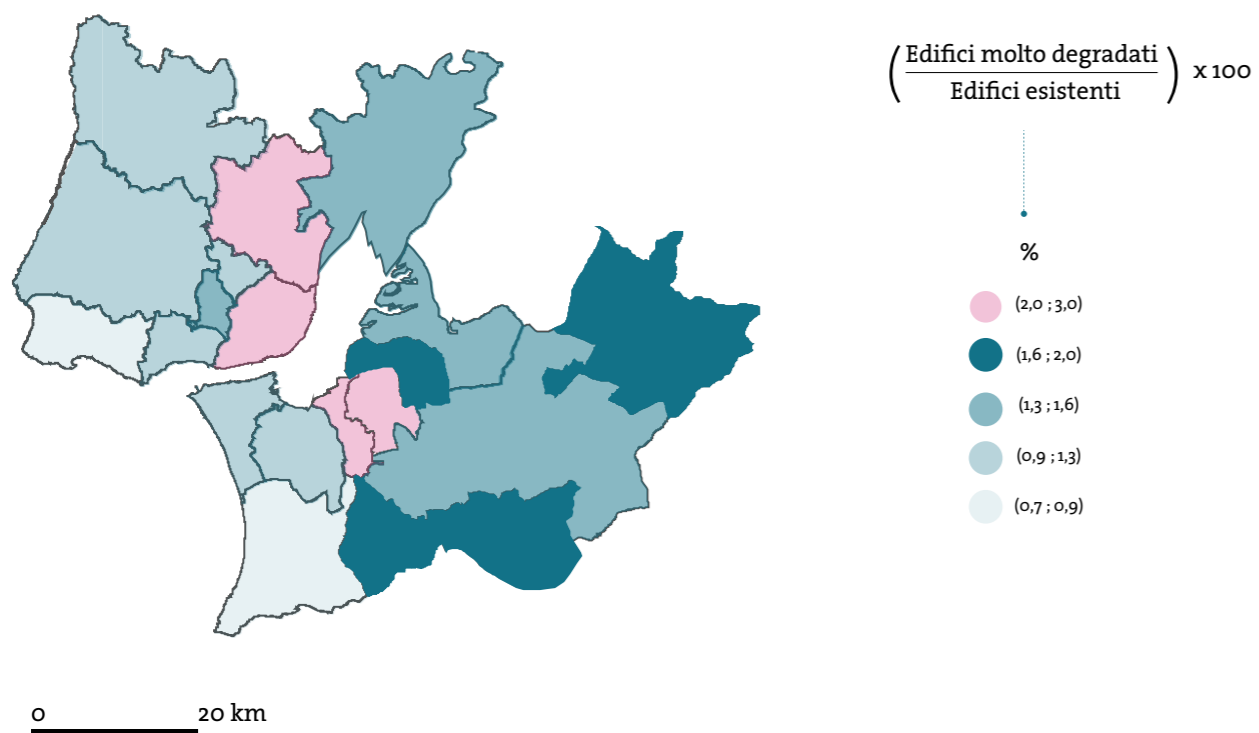 ( Edifici molto degradati
Edifici esistenti ) x 100
%
(2,0 ; 3,0)
(1,6 ; 2,0)
(1,3 ; 1,6)
(0,9 ; 1,3)
(0,7 ; 0,9)
0 20 km